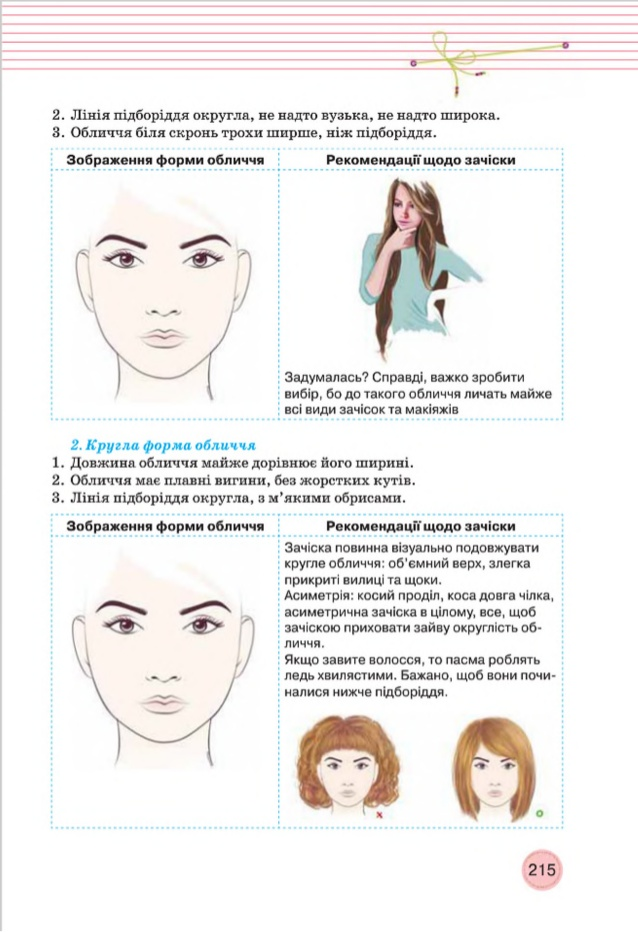 2. Лінія підборіддя округла, не надто вузька, не надто широка.
3. Обличчя біля скронь трохи ширше, ніж підборіддя.
Зображення форми обличчя
Рекомендації щодо зачіски
Задумалась? Справді, важко зробити
вибір, бо до такого обличчя личать майже
всі види зачісок та макіяжів
2. Кругла форма обличчя
1. Довжина обличчя майже дорівнює його ширині.
2. Обличчя має плавні вигини, без жорстких кутів.
3. Лінія підборіддя округла, з м’якими обрисами.
Зображення форми обличчя
Рекомендації щодо зачіски
Зачіска повинна візуально подовжувати
кругле обличчя: об’ємний верх, злегка
прикриті вилиці та щоки.
Асиметрія: косий проділ, коса довга чілка,
асиметрична зачіска в цілому, все, щоб
зачіскою приховати зайву округлість об-
личчя.
Якщо завите волосся, то пасма роблять
ледь хвилястими. Бажано, щоб вони почи-
налися нижче підборіддя.
215